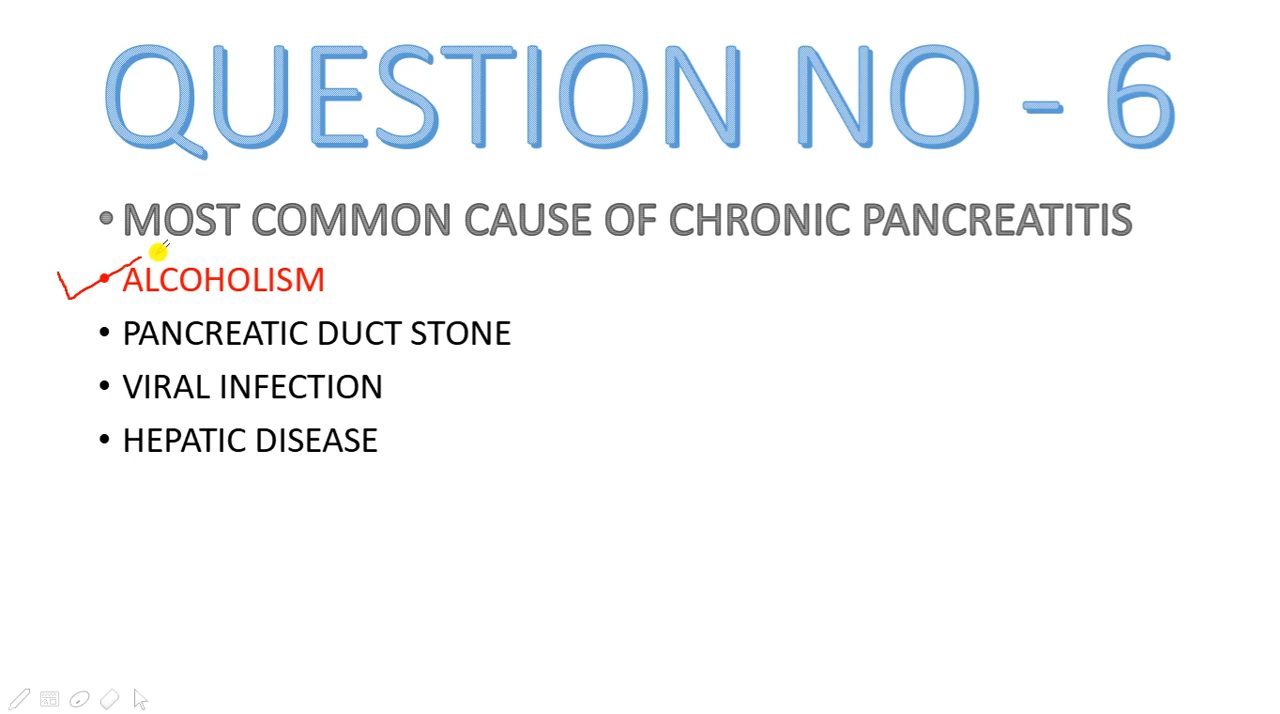 QUESTION NO - 6
• MOST COMMON CAUSE OF CHRONIC PANCREATITIS
• ALCOHOLISM
• PANCREATIC DUCT STONE
• VIRAL INFECTION
• HEPATIC DISEASE